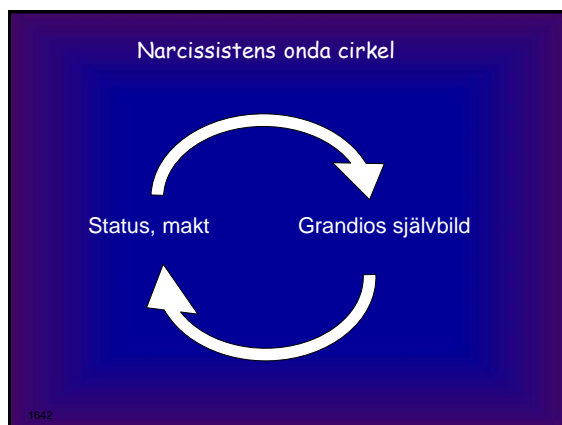 Narcissistens onda cirkel
Status, makt
Grandios självbild
1642